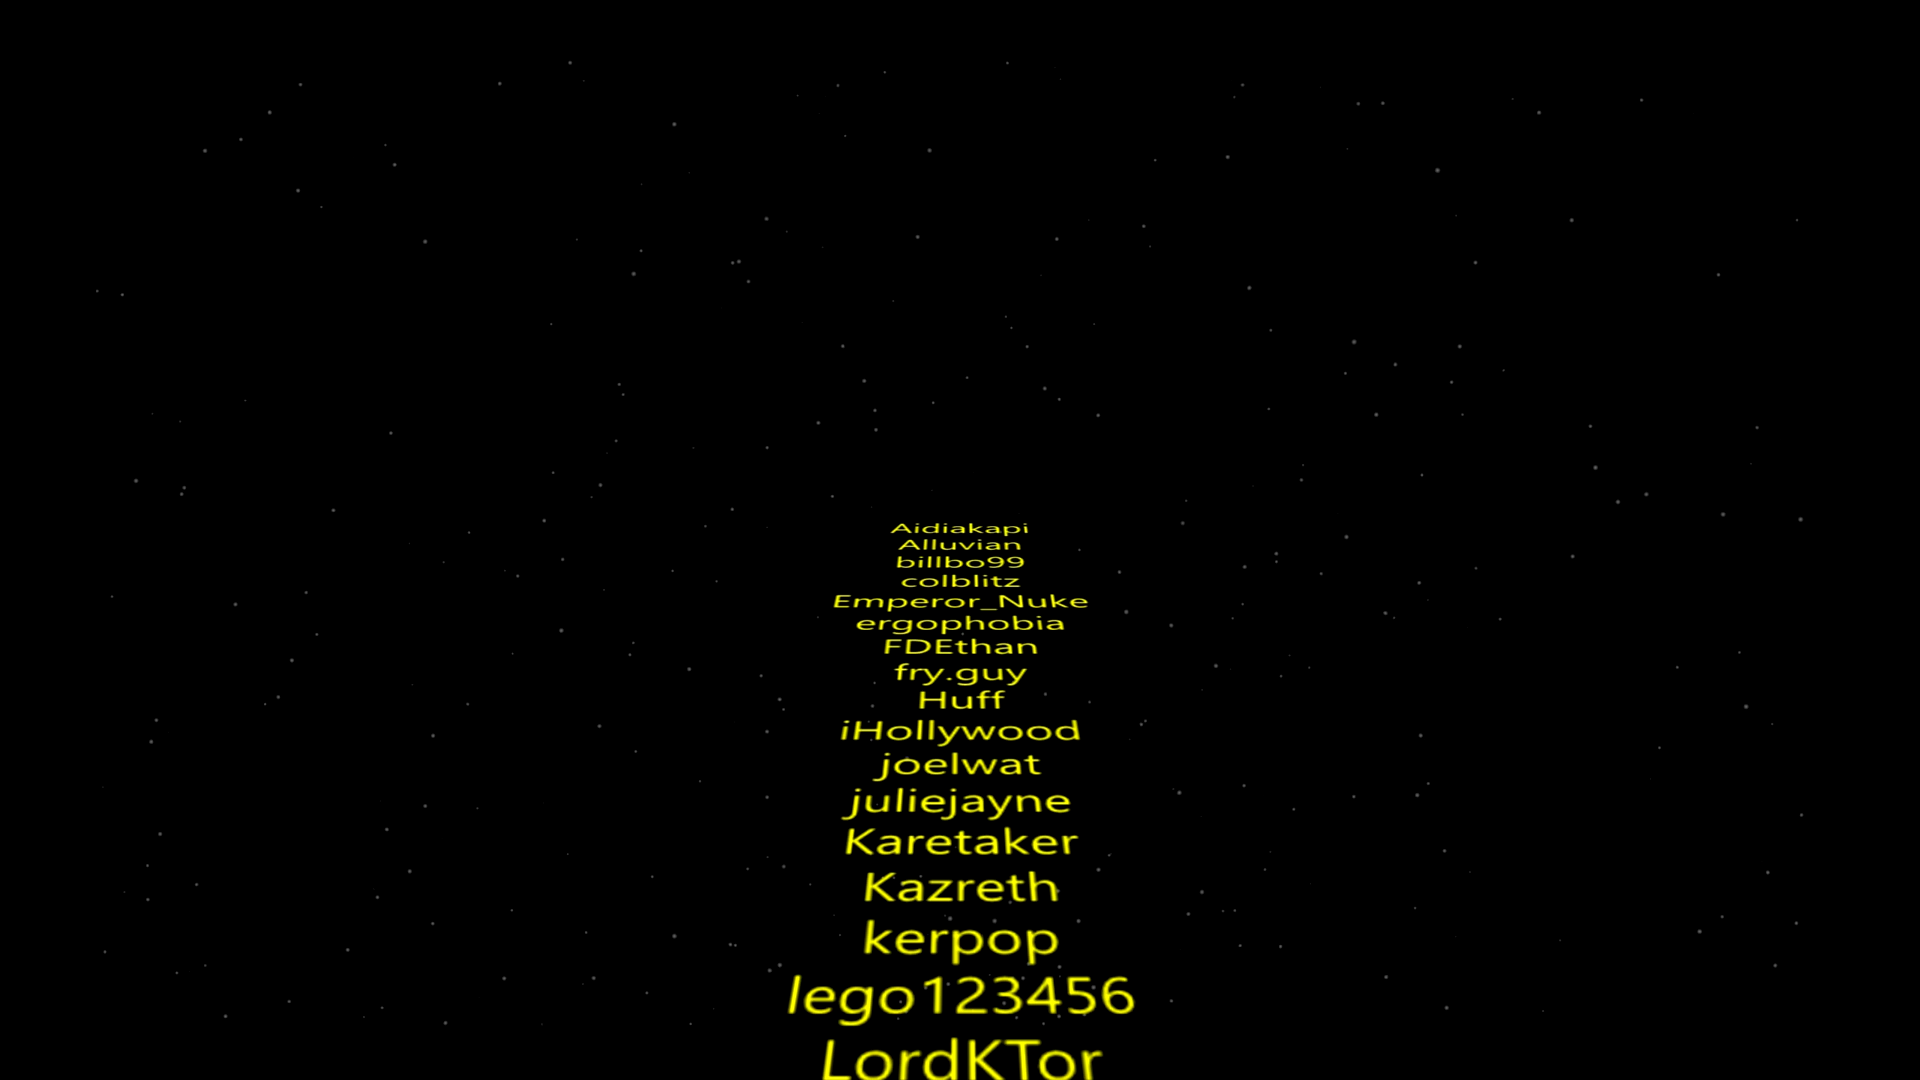 Aidiakapi
Alluvian
billbo99
colblitz
Emperor_Nuke
ergophobia
FDEthan
fry.guy
Huff
iHollywood
joelwat
juliejayne
Karetaker
Kazreth
kerpop
lego123456
LordKTor